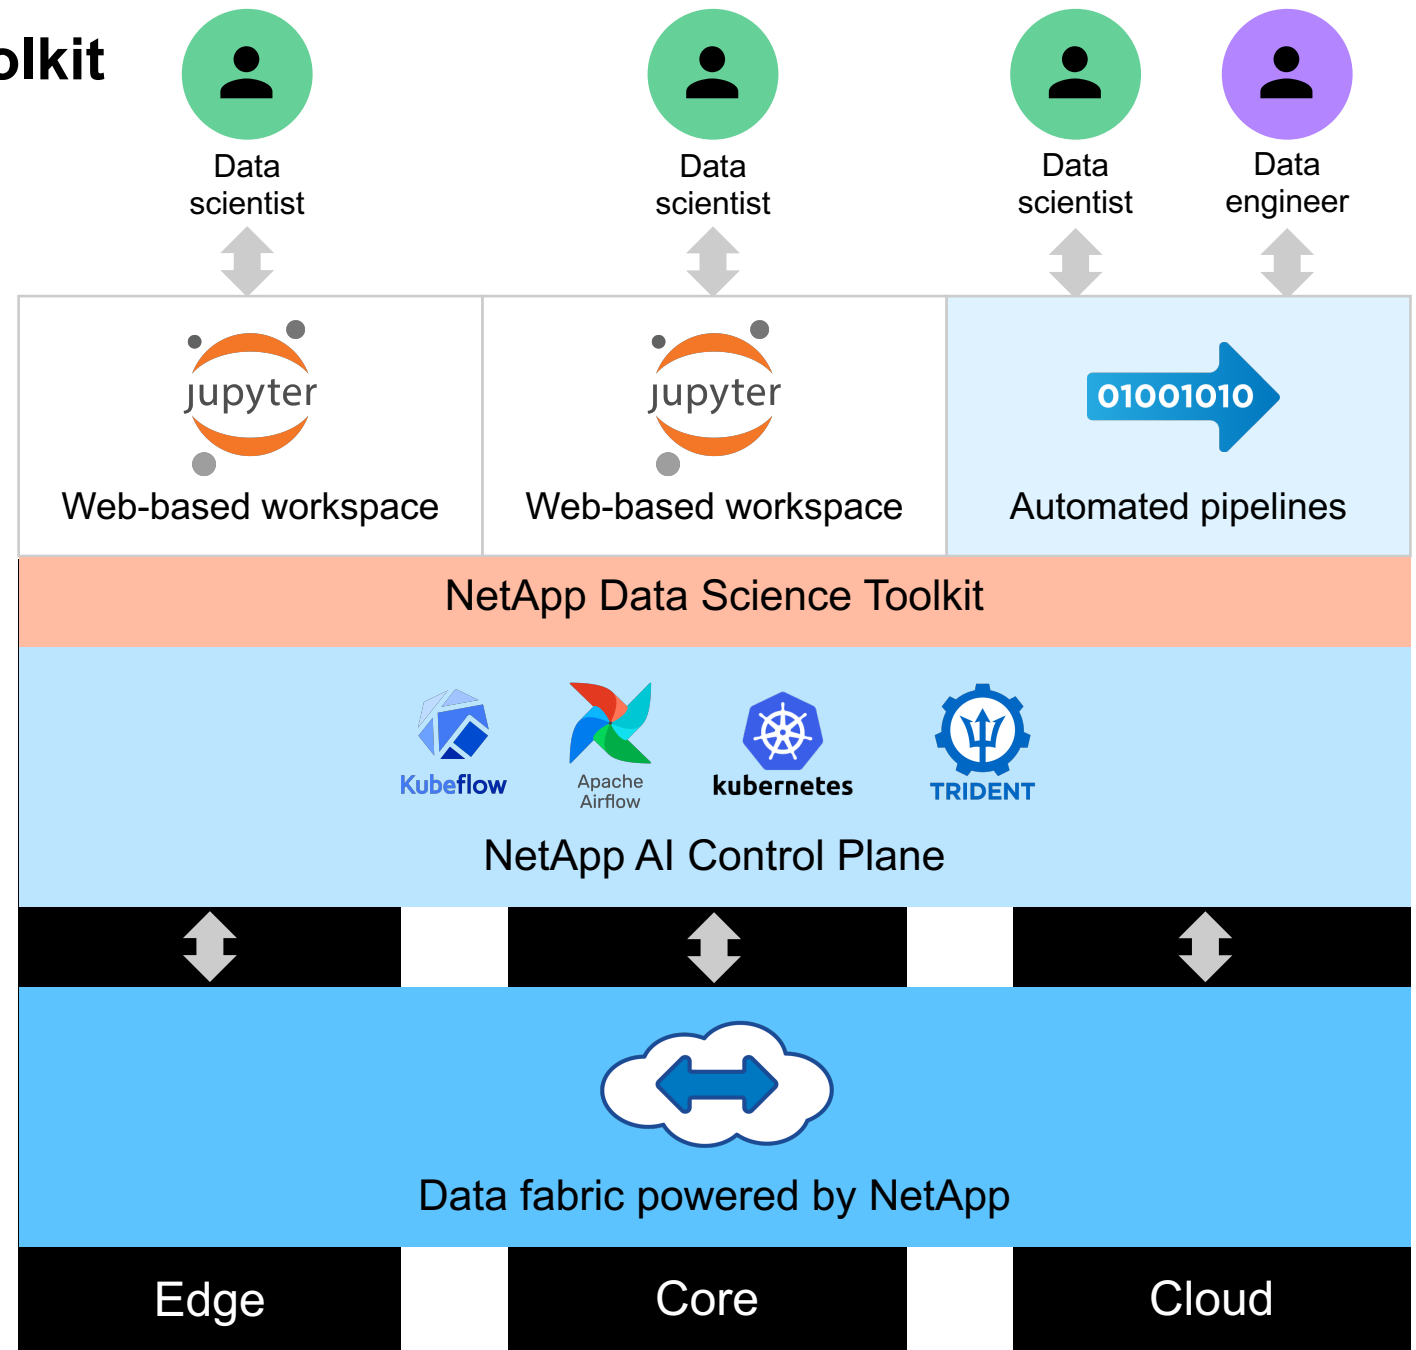 olkit
Data
scientist
Data
scientist
Data
scientist
Data
engineer
jupyter
Web-based workspace
jupyter
Web-based workspace
01001010
Automated pipelines
NetApp Data Science Toolkit
Kubeflow
Apache
Airflow
kubernetes
TRIDENT
NetApp AI Control Plane
Data fabric powered by NetApp
Edge
Core
Cloud